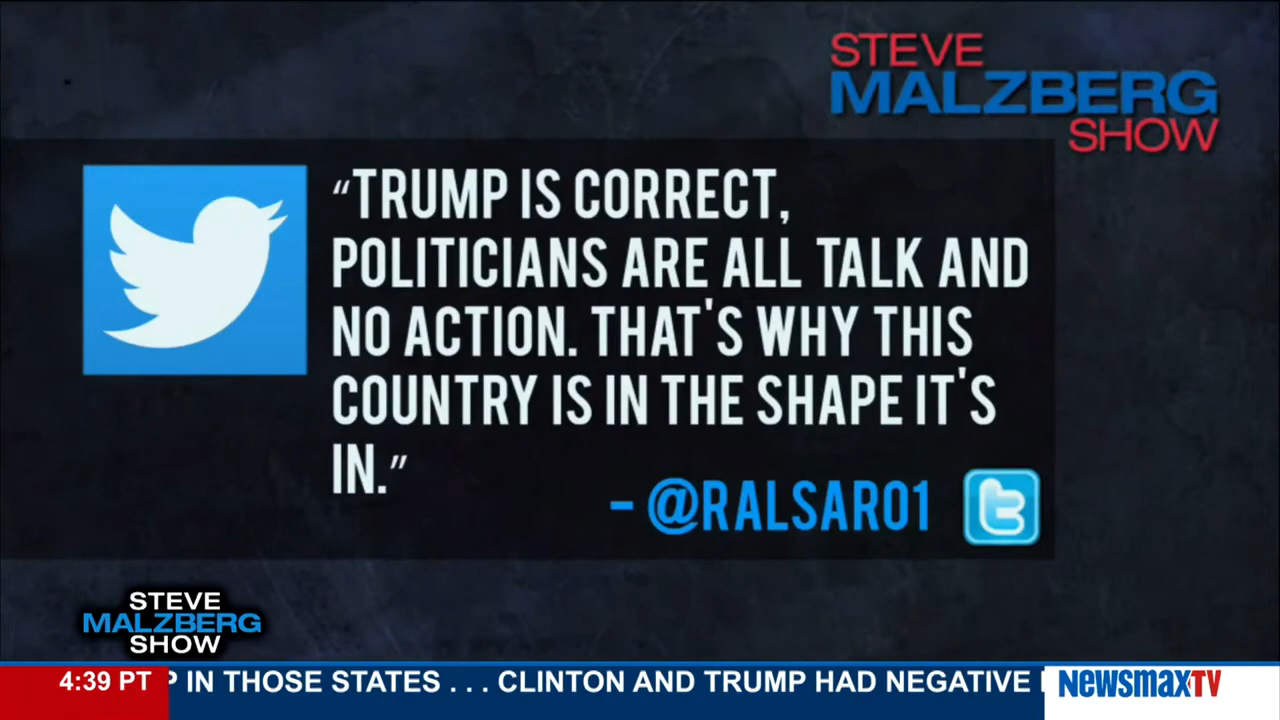 STEVE
MALZBERG
SHOW
“TRUMP IS CORRECT,
POLITICIANS ARE ALL TALK AND
NO ACTION. THAT'S WHY THIS
COUNTRY IS IN THE SHAPE IT'S
IN.”
- @RALSAR01
STEVE
MALZBERG
SHOW
4:39 PT IN THOSE STATES . . . CLINTON AND TRUMP HAD NEGATIVE NEWSMAXTV